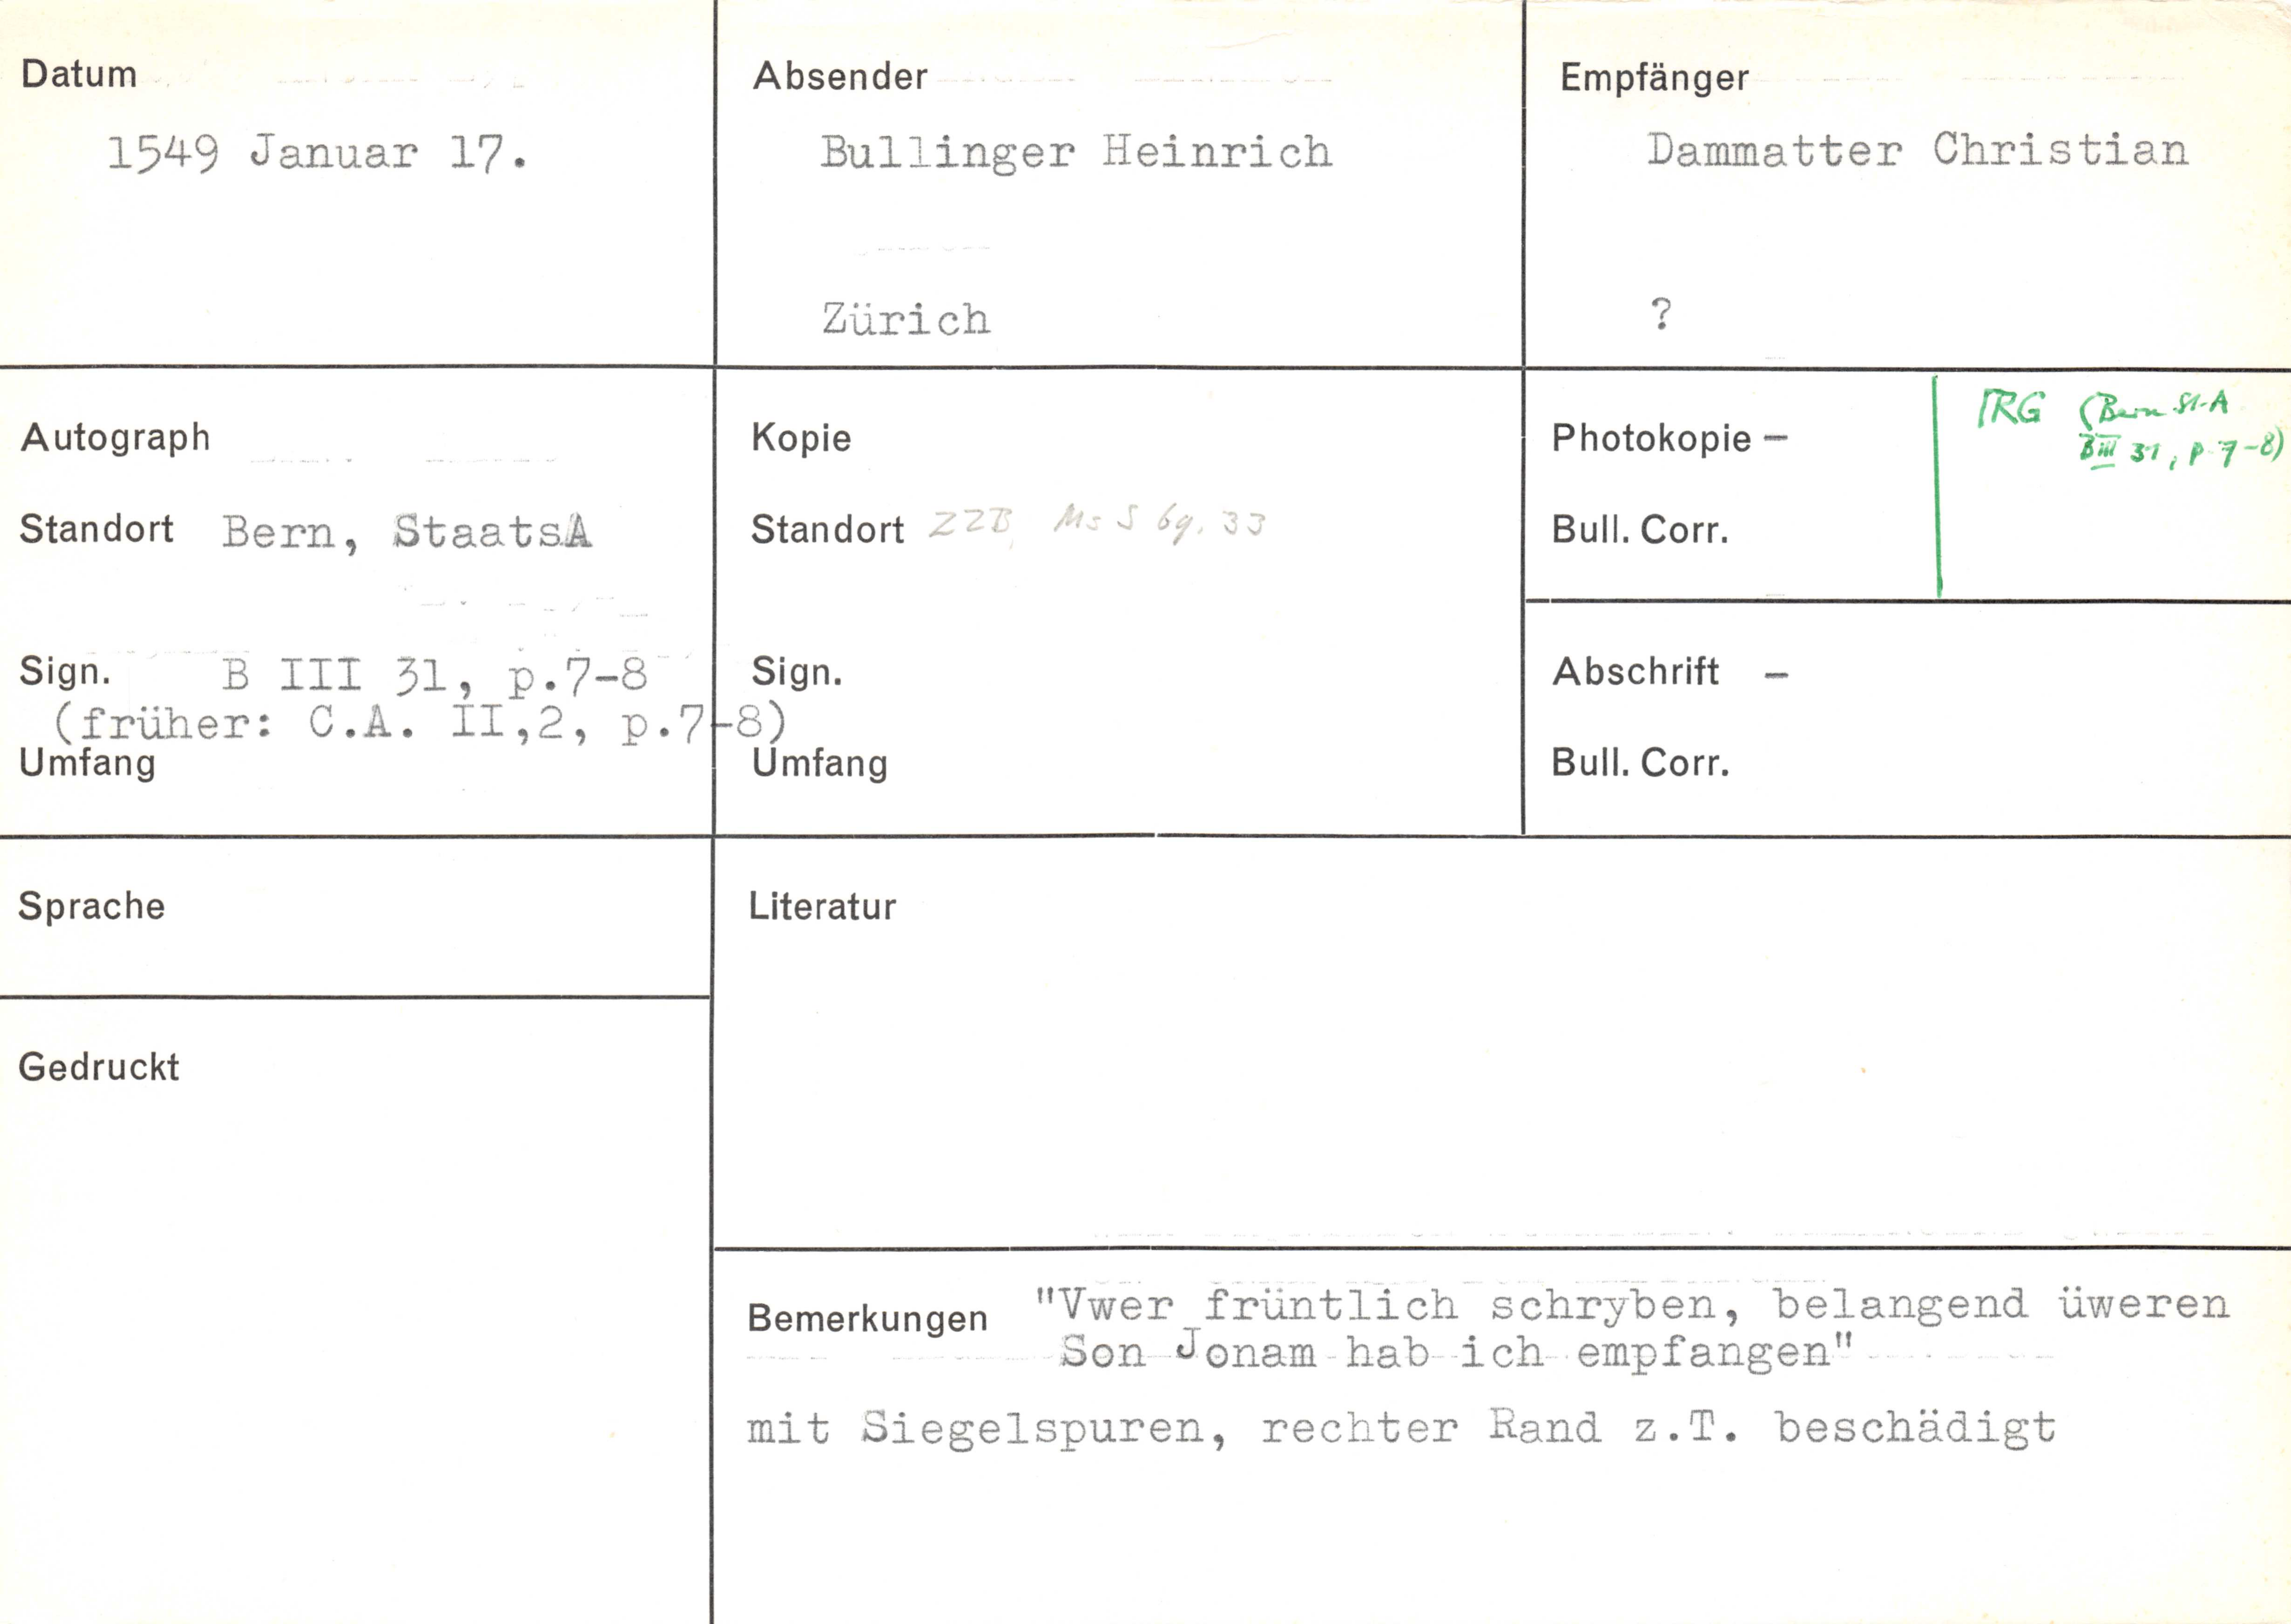 Datum
1549 Januar 17.
Absender
Bullinger Heinrich
Zürich
Empfänger
Dammatter Christian
?
Autograph
Standort Bern, StaatsA
Sign. B III 31, p.7-8
(früher: C.A. II,2, p.7-8)
Umfang
Kopie
Standort ZZB Ms S 69, 33
Sign.
Umfang
Photokopie -
Bull. Corr.
IRG (Bern St-A
B III 31, p 7-8)
Abschrift -
Bull. Corr.
Sprache
Literatur
Gedruckt
Bemerkungen "Vwer früntlich schryben, belangend üweren
Son Jonam hab ich empfangen"
mit Siegelspuren, rechter Rand z.T. beschädigt